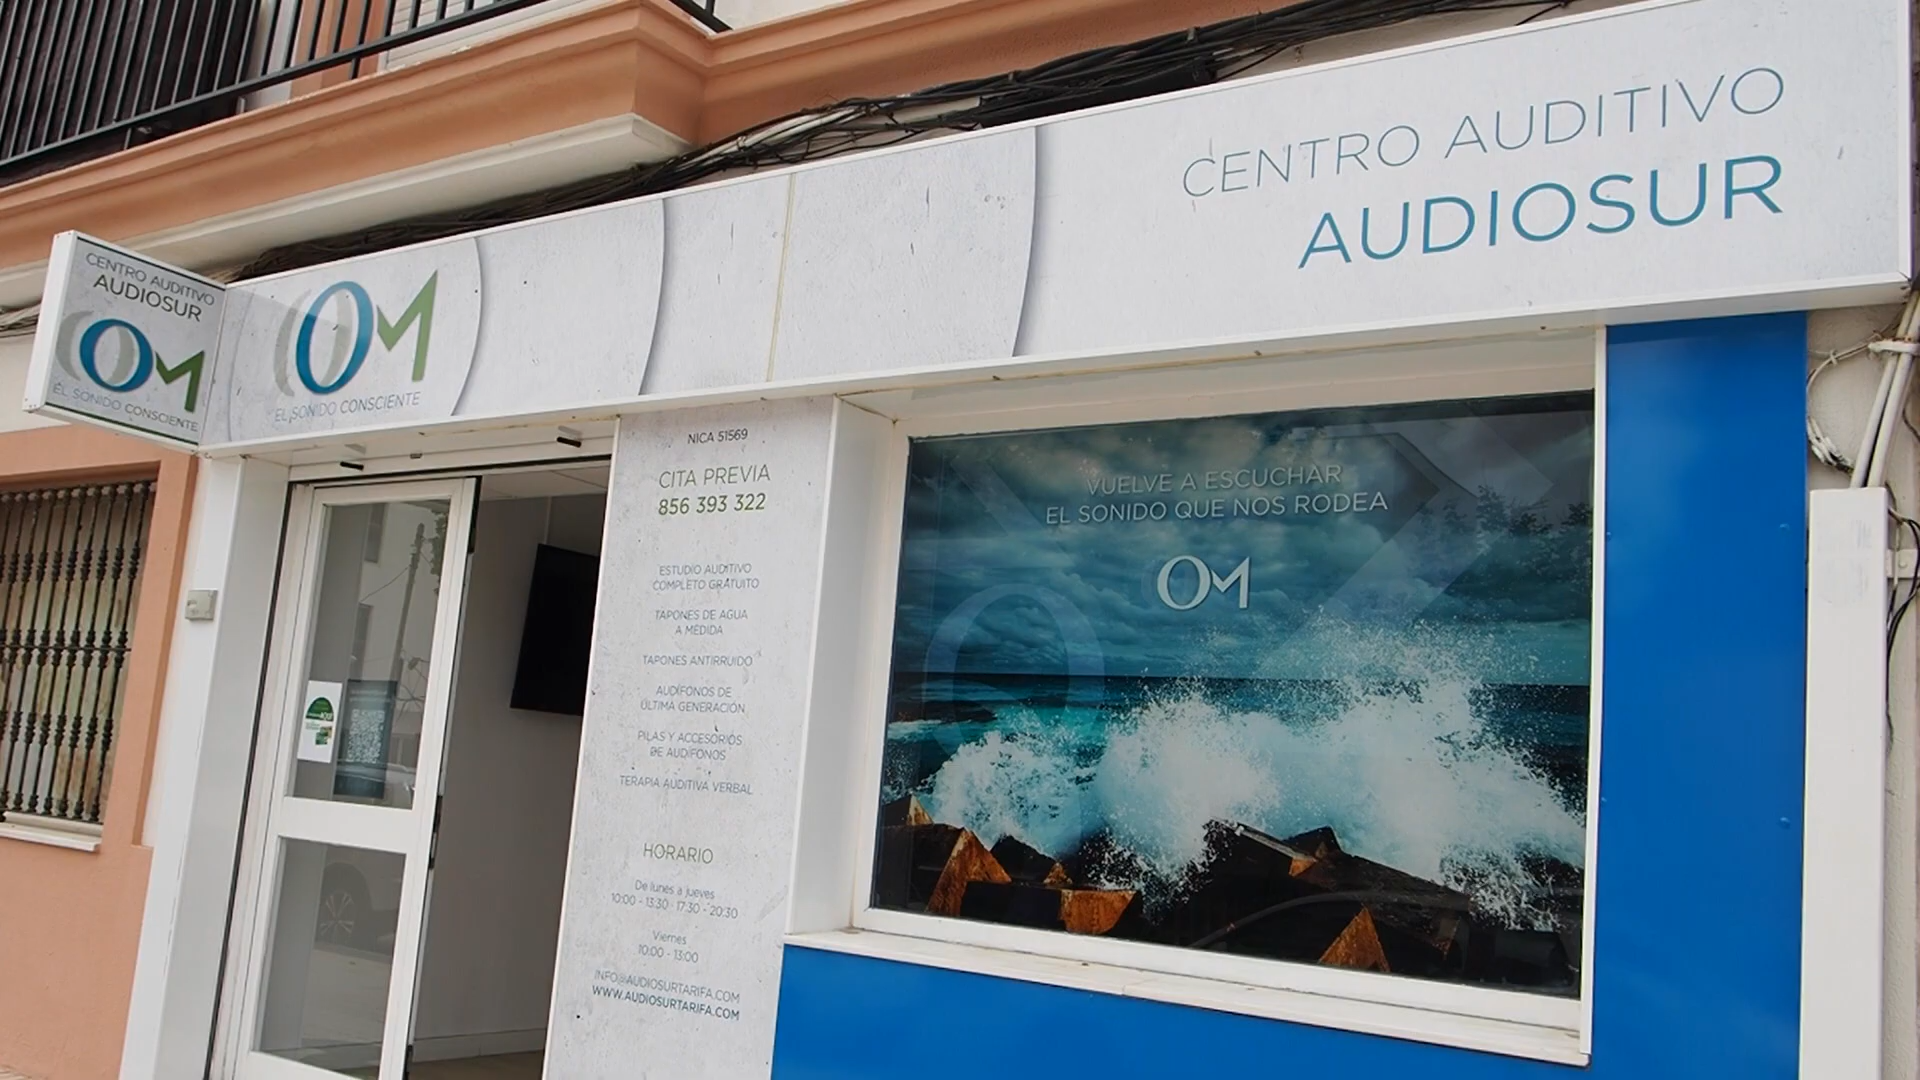 CENTRO AUDITIVO
AUDIOSUR
OM
EL SONIDO CONSCIENTE
OM
EL SONIDO CONSCIENTE
CENTRO AUDITIVO
AUDIOSUR
NICA 51569
CITA PREVIA
856 393 322
ESTUDIO AUDITIVO
COMPLETO GRATUITO
TAPONES DE AGUA
A MEDIDA
TAPONES ANTIRRUIDO
AUDÍFONOS DE
ÚLTIMA GENERACIÓN
PILAS Y ACCESORIOS
DE AUDÍFONOS
TERAPIA AUDITIVA VERBAL
HORARIO
De lunes a jueves
10:00 - 13:30 · 17:30 - 20:30
Viernes
10:00 - 13:00
INFO@AUDIOSURTARIFA.COM
WWW.AUDIOSURTARIFA.COM
VUELVE A ESCUCHAR
EL SONIDO QUE NOS RODEA
OM